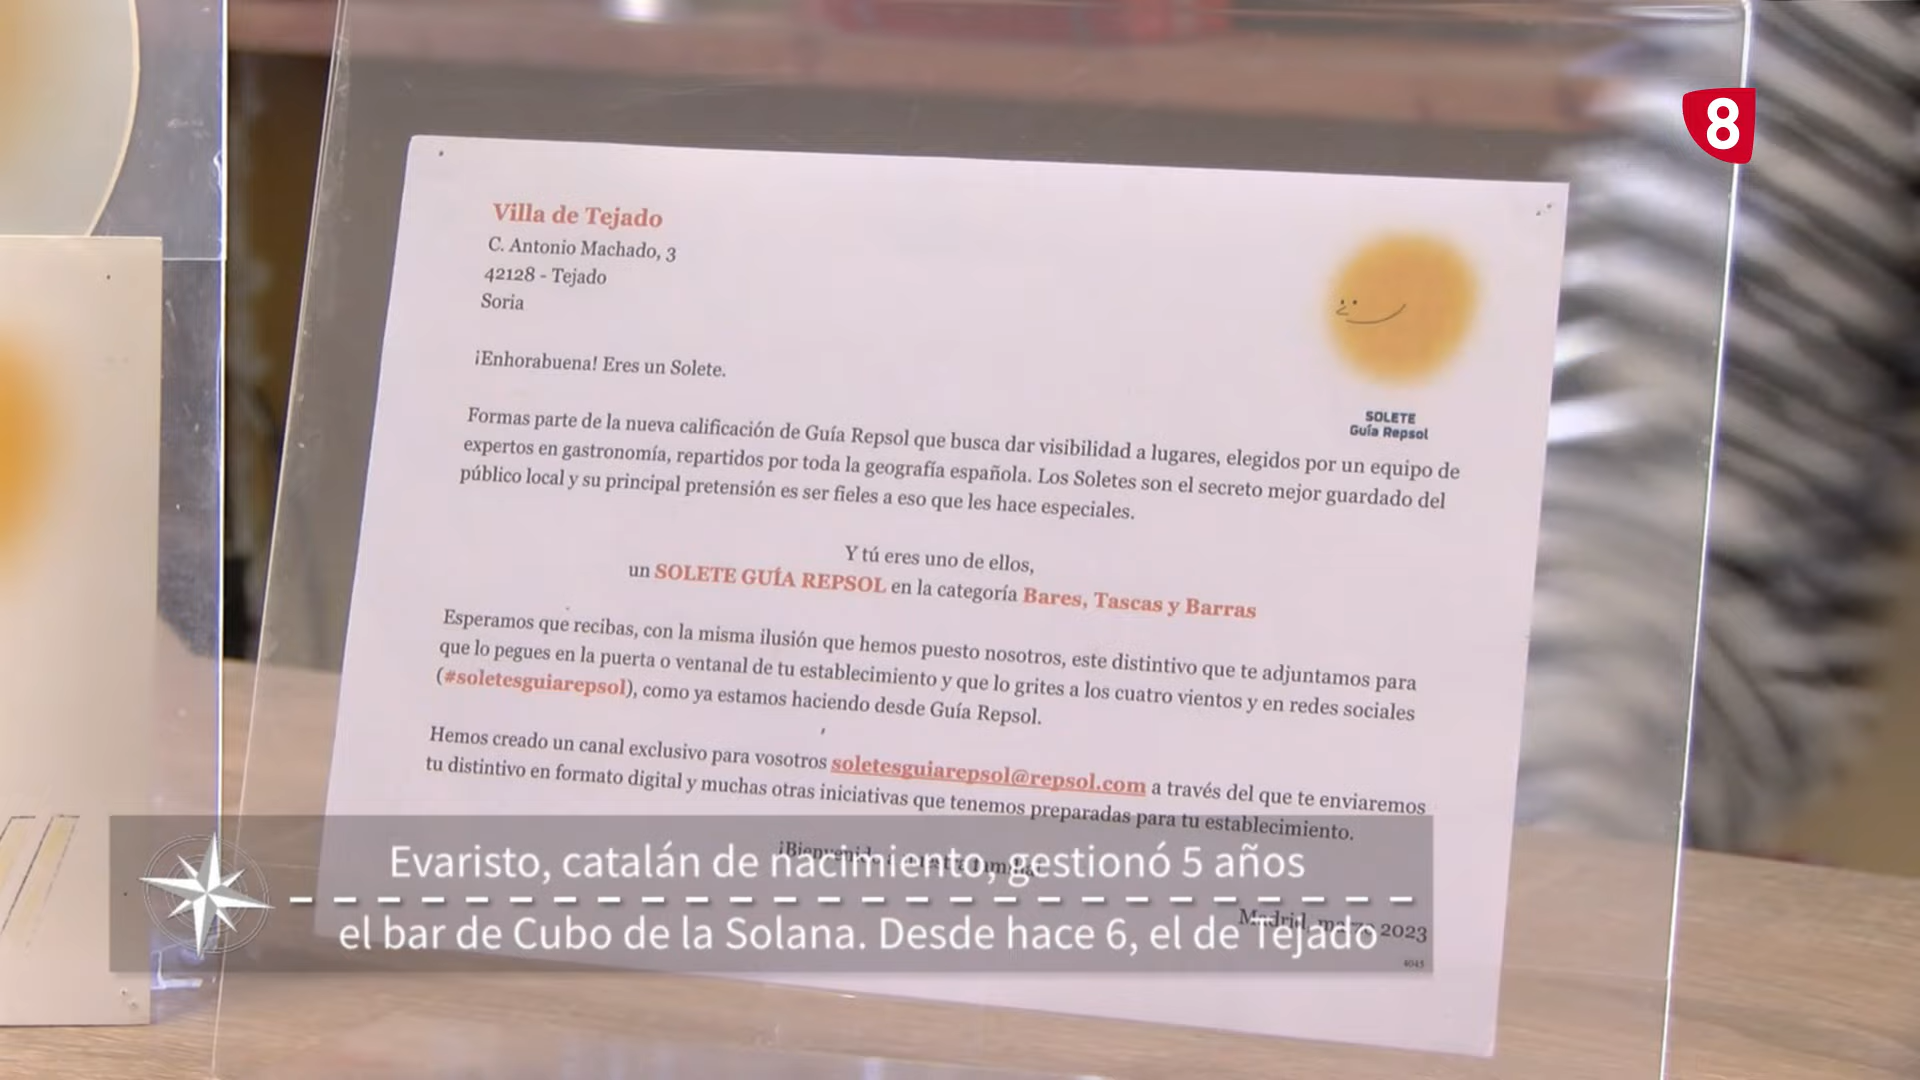 8
Villa de Tejado
C. Antonio Machado, 3
42128 - Tejado
Soria
SOLETE
Guía Repsol
¡Enhorabuena! Eres un Solete.
Formas parte de la nueva calificación de Guía Repsol que busca dar visibilidad a lugares, elegidos por un equipo de
expertos en gastronomía, repartidos por toda la geografía española. Los Soletes son el secreto mejor guardado del
público local y su principal pretensión es ser fieles a eso que les hace especiales.
Y tú eres uno de ellos,
un SOLETE GUÍA REPSOL en la categoría Bares, Tascas y Barras
Esperamos que recibas, con la misma ilusión que hemos puesto nosotros, este distintivo que te adjuntamos para
que lo pegues en la puerta o ventanal de tu establecimiento y que lo grites a los cuatro vientos y en redes sociales
(#soletesguiarepsol), como ya estamos haciendo desde Guía Repsol.
Hemos creado un canal exclusivo para vosotros soletesguiarepsol@repsol.com a través del que te enviaremos
tu distintivo en formato digital y muchas otras iniciativas que tenemos preparadas para tu establecimiento.
Madrid, marzo 2023
Evaristo, catalán de nacimiento, gestionó 5 años
el bar de Cubo de la Solana. Desde hace 6, el de Tejado